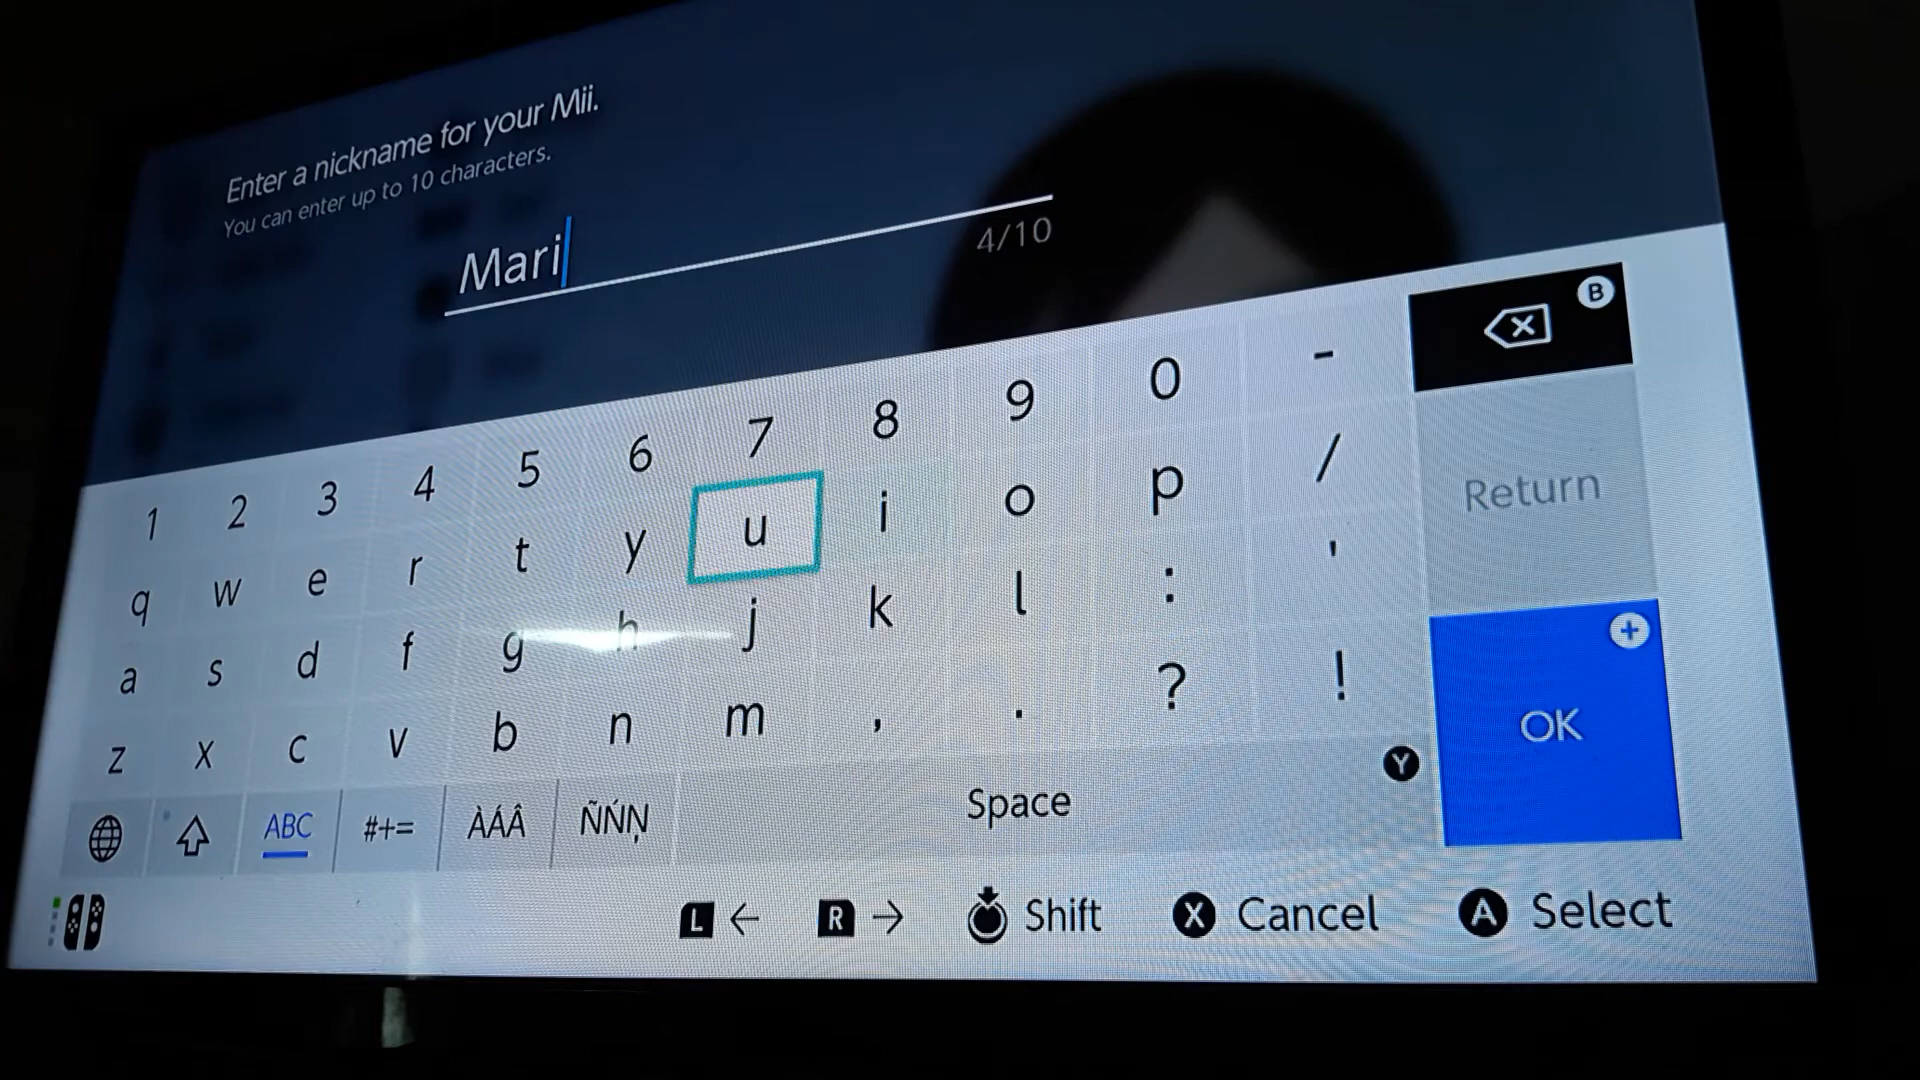 Enter a nickname for your Mii.
You can enter up to 10 characters.
Mari
4/10
1 2 3 4 5 6 7 8 9 0 - B
q w e r t y u i o p / Return
a s d f g h j k l : '
z x c v b n m , . ? ! + OK
ABC #+= ÀÁÂ ÑŃŅ Space Y
L ← R → Shift X Cancel A Select